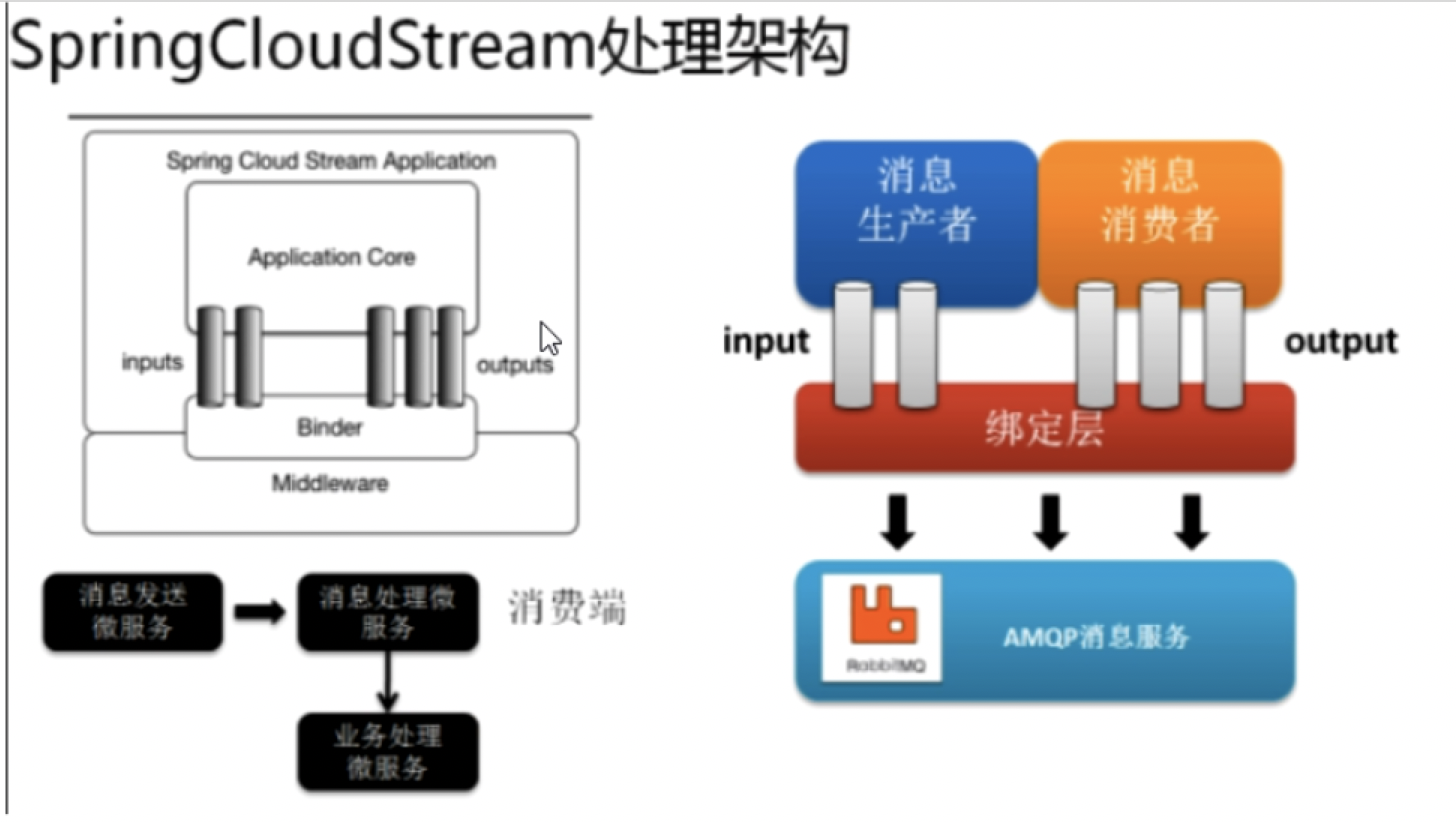 SpringCloudStream处理架构
Spring Cloud Stream Application
Application Core
inputs
outputs
Binder
Middleware
消息发送
微服务
消息处理微
服务
消费端
业务处理
微服务
消息
生产者
消息
消费者
input
output
绑定层
RabbitMQ
AMQP消息服务